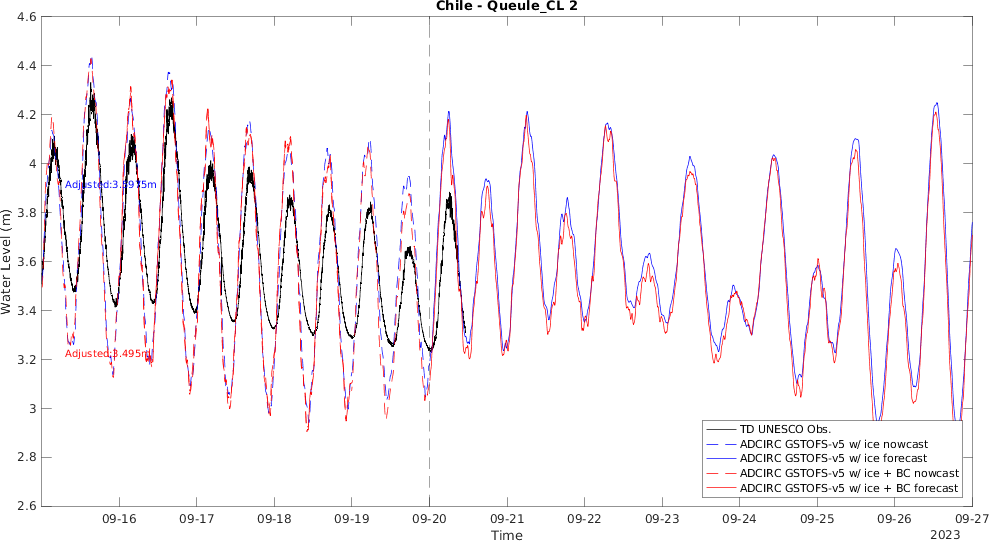 Chile - Queule_CL 2
4.6
4.4
4.2
4
3.8
3.6
3.4
3.2
3
2.8
2.6
Water Level (m)
Adjusted:3.5975m
Adjusted:3.495m
TD UNESCO Obs.
ADCIRC GSTOFS-v5 w/ ice nowcast
ADCIRC GSTOFS-v5 w/ ice forecast
ADCIRC GSTOFS-v5 w/ ice + BC nowcast
ADCIRC GSTOFS-v5 w/ ice + BC forecast
09-16 09-17 09-18 09-19 09-20 09-21 09-22 09-23 09-24 09-25 09-26 09-27
Time
2023